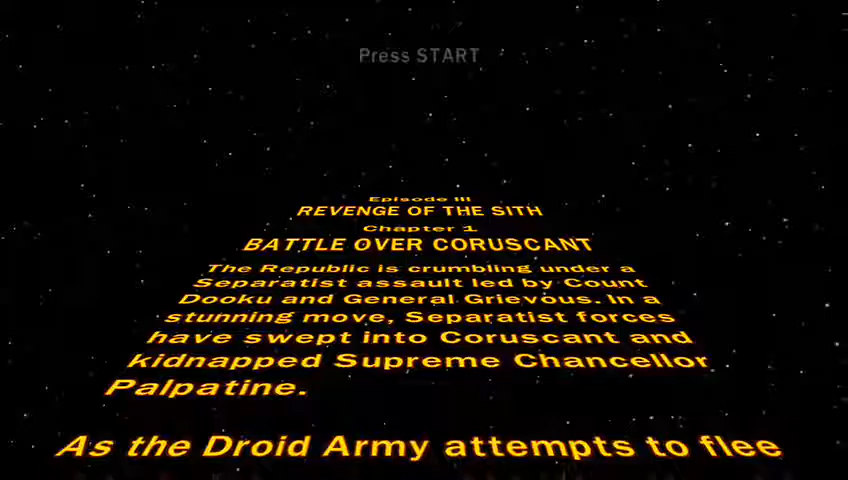 Press START
Episode III
REVENGE OF THE SITH
Chapter 1
BATTLE OVER CORUSCANT
The Republic is crumbling under a
Separatist assault led by Count
Dooku and General Grievous. In a
stunning move, Separatist forces
have swept into Coruscant and
kidnapped Supreme Chancellor
Palpatine.
As the Droid Army attempts to flee